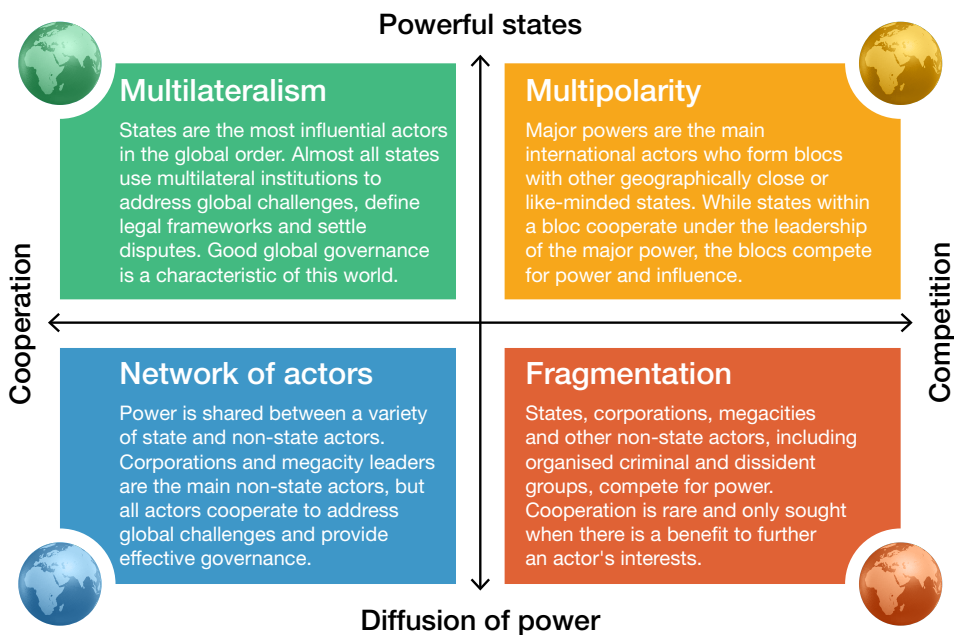 Powerful states
Multilateralism
States are the most influential actors
in the global order. Almost all states
use multilateral institutions to
address global challenges, define
legal frameworks and settle
disputes. Good global governance
is a characteristic of this world.
Multipolarity
Major powers are the main
international actors who form blocs
with other geographically close or
like-minded states. While states within
a bloc cooperate under the leadership
of the major power, the blocs compete
for power and influence.
Cooperation
Competition
Network of actors
Power is shared between a variety
of state and non-state actors.
Corporations and megacity leaders
are the main non-state actors, but
all actors cooperate to address
global challenges and provide
effective governance.
Fragmentation
States, corporations, megacities
and other non-state actors, including
organised criminal and dissident
groups, compete for power.
Cooperation is rare and only sought
when there is a benefit to further
an actor's interests.
Diffusion of power